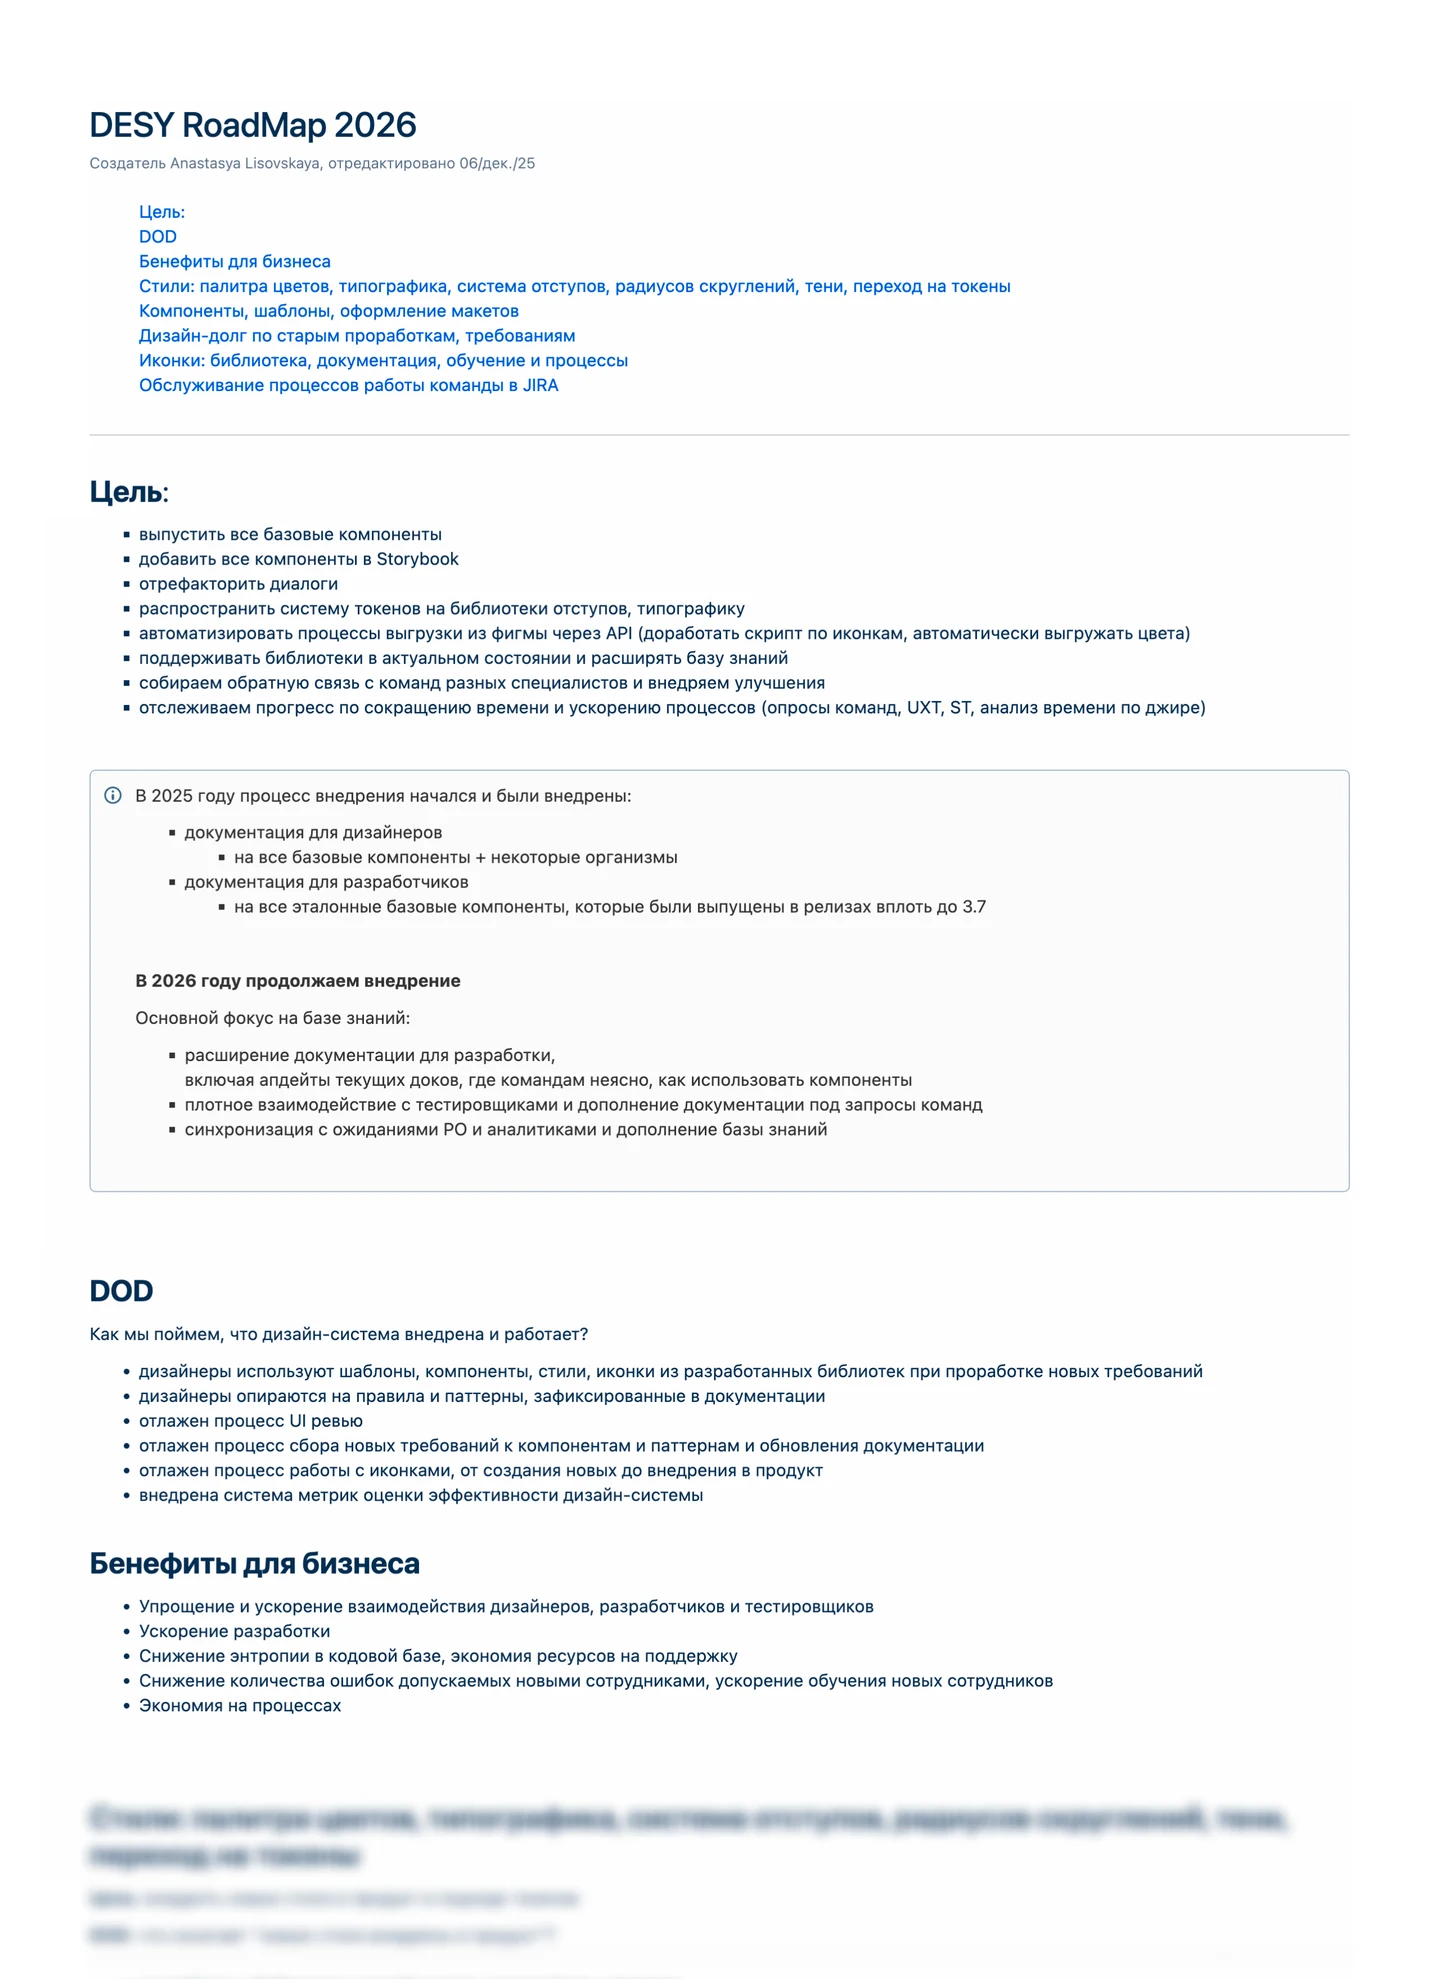 DESY RoadMap 2026
Создатель Anastasya Lisovskaya, отредактировано 06/дек./25
Цель:
DOD
Бенефиты для бизнеса
Стили: палитра цветов, типографика, система отступов, радиусов скруглений, тени, переход на токены
Компоненты, шаблоны, оформление макетов
Дизайн-долг по старым проработкам, требованиям
Иконки: библиотека, документация, обучение и процессы
Обслуживание процессов работы команды в JIRA
Цель:
выпустить все базовые компоненты
добавить все компоненты в Storybook
отрефакторить диалоги
распространить систему токенов на библиотеки отступов, типографику
автоматизировать процессы выгрузки из фигмы через API (доработать скрипт по иконкам, автоматически выгружать цвета)
поддерживать библиотеки в актуальном состоянии и расширять базу знаний
собираем обратную связь с команд разных специалистов и внедряем улучшения
отслеживаем прогресс по сокращению времени и ускорению процессов (опросы команд, UXT, ST, анализ времени по джире)
В 2025 году процесс внедрения начался и были внедрены:
документация для дизайнеров
на все базовые компоненты + некоторые организмы
документация для разработчиков
на все эталонные базовые компоненты, которые были выпущены в релизах вплоть до 3.7
В 2026 году продолжаем внедрение
Основной фокус на базе знаний:
расширение документации для разработки,
включая апдейты текущих доков, где командам неясно, как использовать компоненты
плотное взаимодействие с тестировщиками и дополнение документации под запросы команд
синхронизация с ожиданиями PO и аналитиками и дополнение базы знаний
DOD
Как мы поймем, что дизайн-система внедрена и работает?
дизайнеры используют шаблоны, компоненты, стили, иконки из разработанных библиотек при проработке новых требований
дизайнеры опираются на правила и паттерны, зафиксированные в документации
отлажен процесс UI ревью
отлажен процесс сбора новых требований к компонентам и паттернам и обновления документации
отлажен процесс работы с иконками, от создания новых до внедрения в продукт
внедрена система метрик оценки эффективности дизайн-системы
Бенефиты для бизнеса
Упрощение и ускорение взаимодействия дизайнеров, разработчиков и тестировщиков
Ускорение разработки
Снижение энтропии в кодовой базе, экономия ресурсов на поддержку
Снижение количества ошибок допускаемых новыми сотрудниками, ускорение обучения новых сотрудников
Экономия на процессах
Стили: палитра цветов, типографика, система отступов, радиусов скруглений, тени,
переход на токены